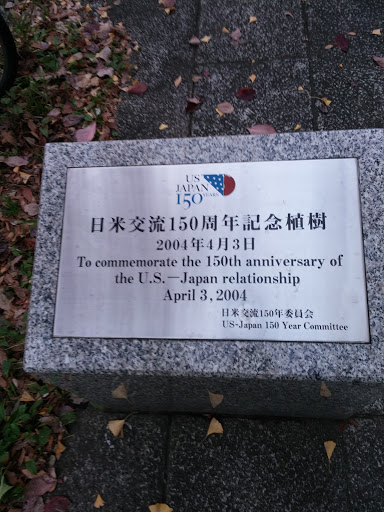 US
JAPAN
150 YEARS
日米交流150周年記念植樹
2004年4月3日
To commemorate the 150th anniversary of
the U.S.—Japan relationship
April 3, 2004
日米交流150年委員会
US-Japan 150 Year Committee